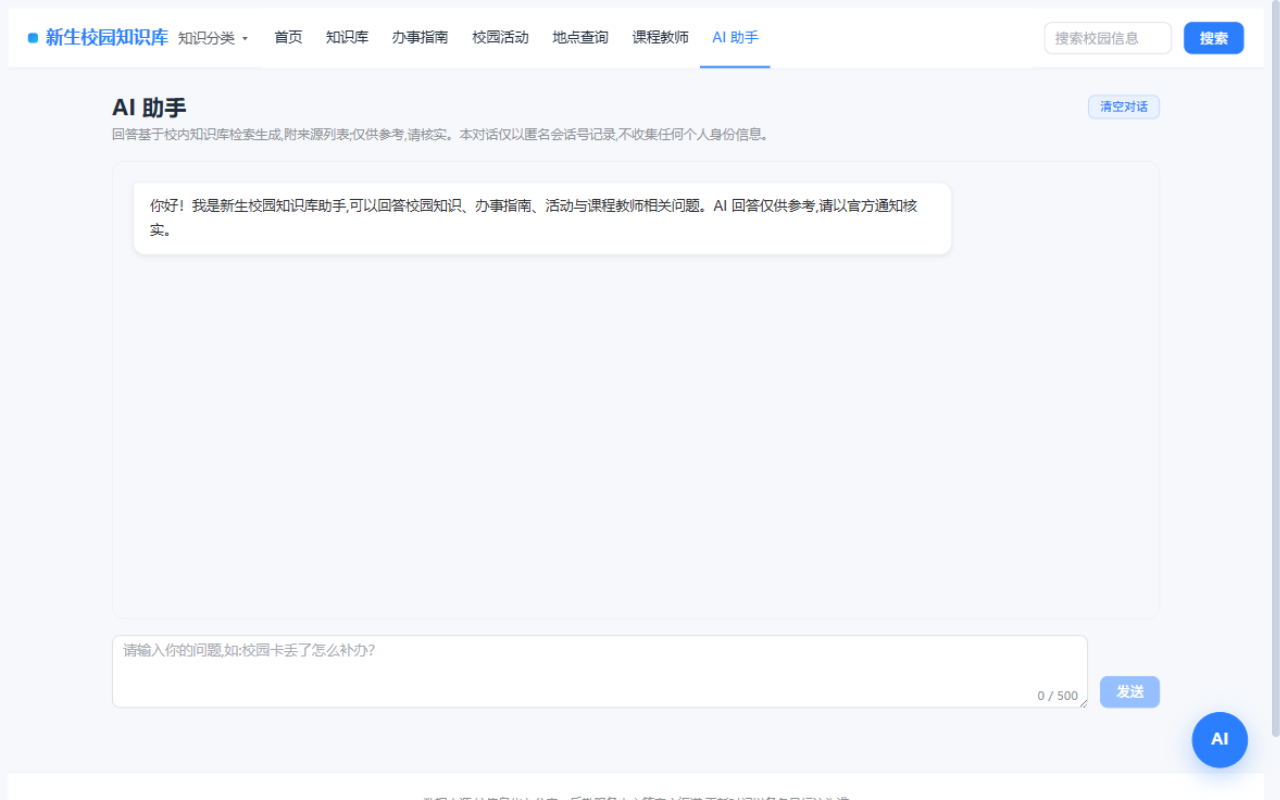 新生校园知识库 知识分类 首页 知识库 办事指南 校园活动 地点查询 课程教师 AI 助手 搜索校园信息 搜索
AI 助手 清空对话
回答基于校内知识库检索生成,附来源列表;仅供参考,请核实。本对话仅以匿名会话号记录,不收集任何个人身份信息。
你好！我是新生校园知识库助手,可以回答校园知识、办事指南、活动与课程教师相关问题。AI 回答仅供参考,请以官方通知核
实。
请输入你的问题,如:校园卡丢了怎么补办?
0 / 500
发送
AI